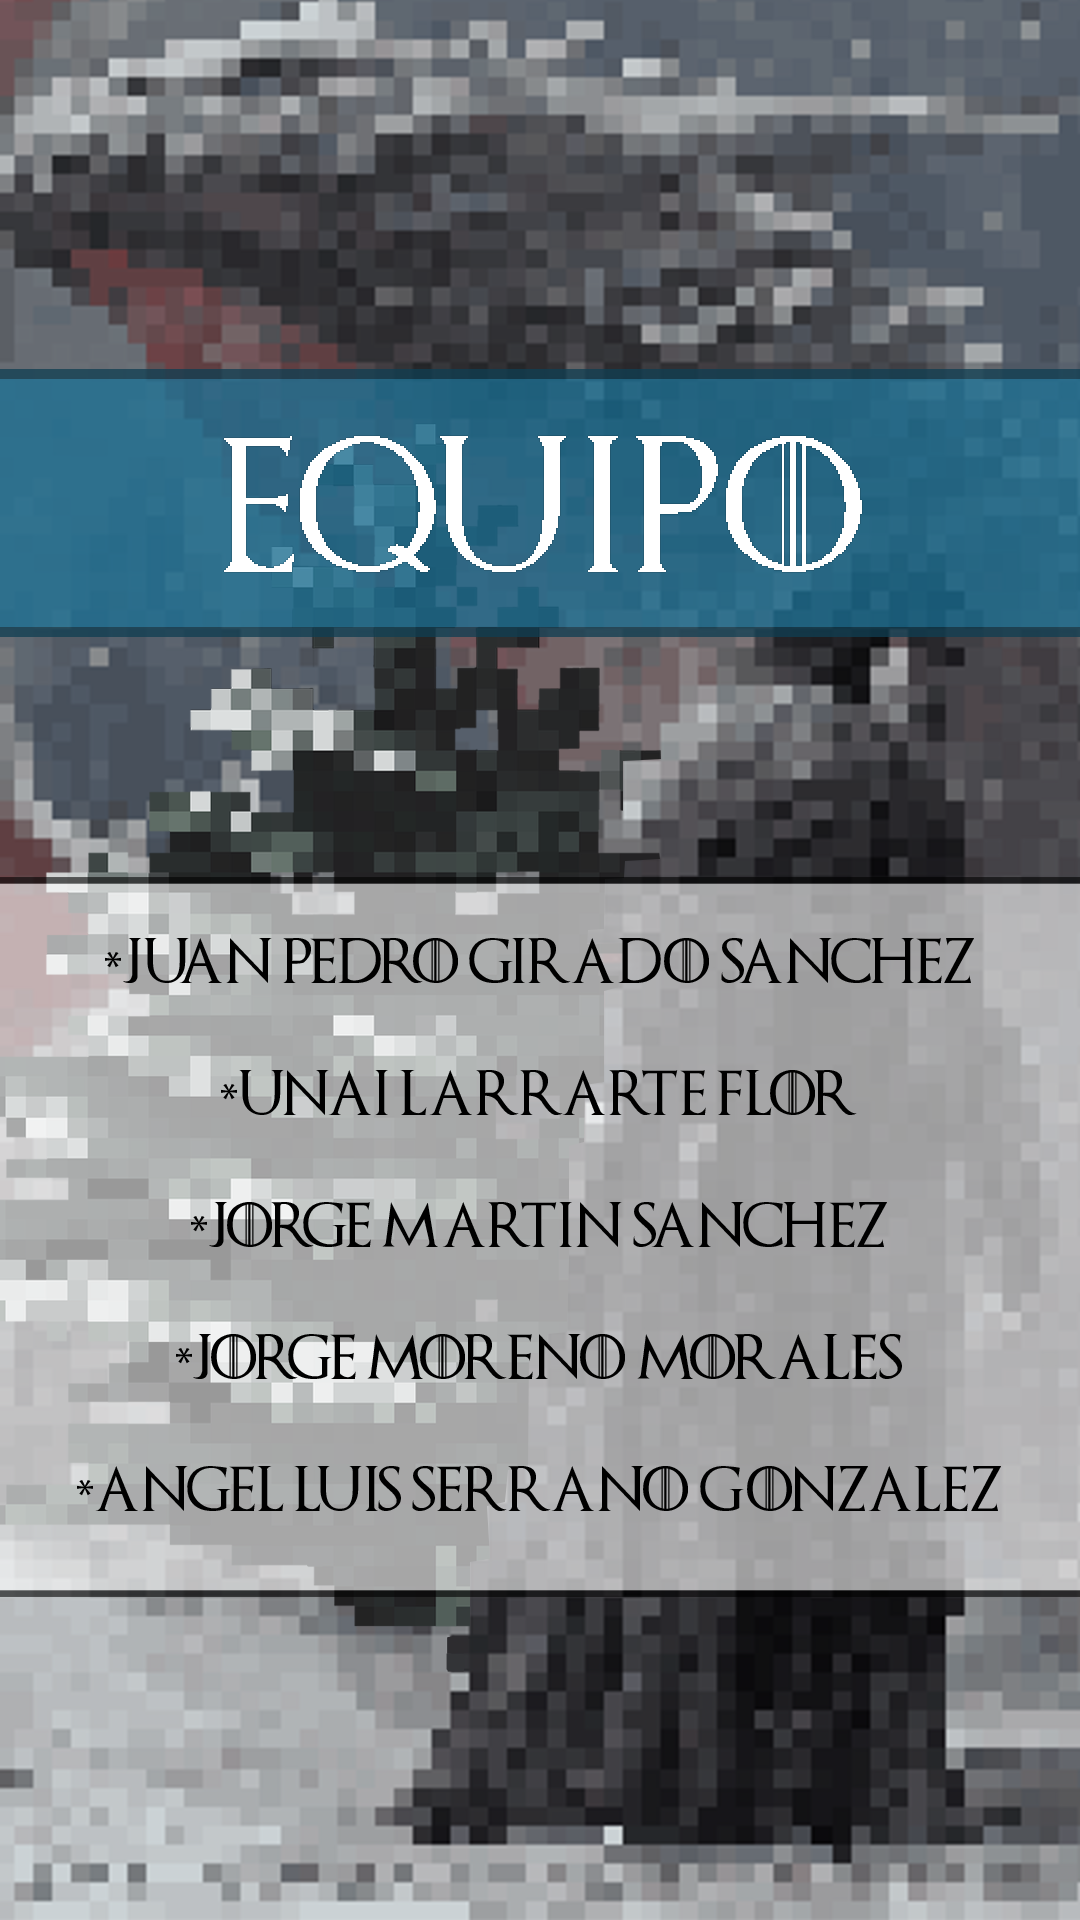 EQUIPO
*JUAN PEDRO GIRADO SANCHEZ
*UNAI LARRARTE FLOR
*JORGE MARTIN SANCHEZ
*JORGE MORENO MORALES
*ANGEL LUIS SERRANO GONZALEZ